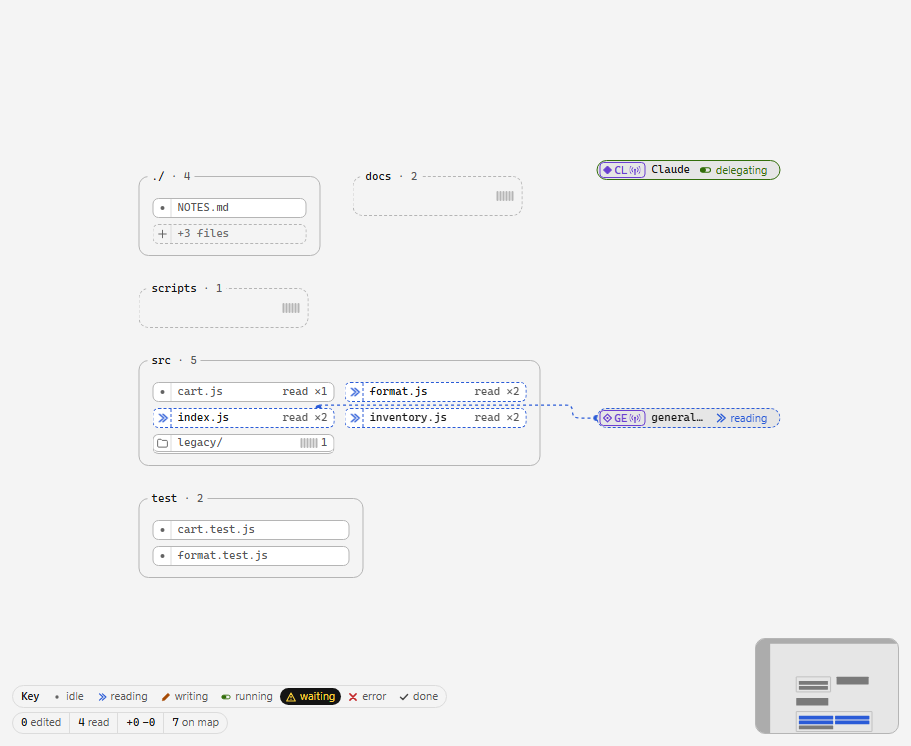 ./ · 4
NOTES.md
+3 files
docs · 2
CL Claude delegating
scripts · 1
src · 5
cart.js read ×1
format.js read ×2
index.js read ×2
inventory.js read ×2
legacy/ 1
GE general… reading
test · 2
cart.test.js
format.test.js
Key idle reading writing running waiting error done
0 edited 4 read +0 −0 7 on map